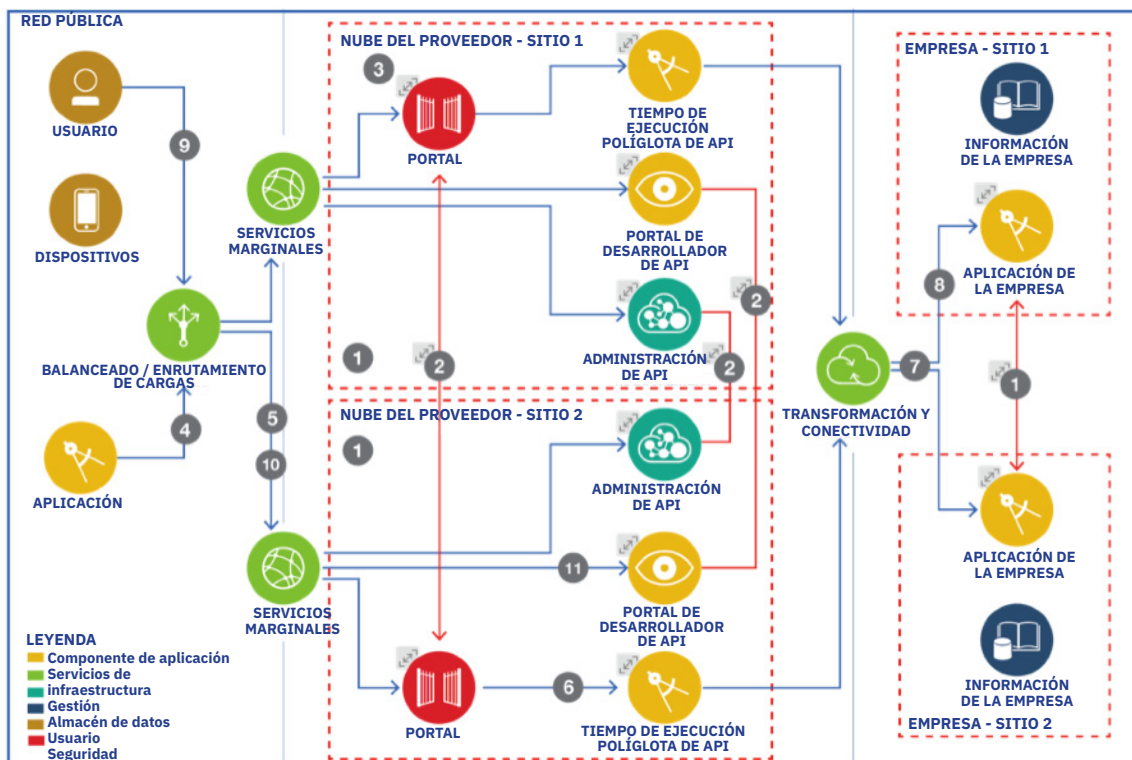 RED PÚBLICA
USUARIO
9
DISPOSITIVOS
BALANCEADO / ENRUTAMIENTO
DE CARGAS
4
5
10
APLICACIÓN
SERVICIOS
MARGINALES
SERVICIOS
MARGINALES
NUBE DEL PROVEEDOR - SITIO 1
3
PORTAL
TIEMPO DE
EJECUCIÓN
POLÍGLOTA DE API
PORTAL DE
DESARROLLADOR
DE API
2
ADMINISTRACIÓN
DE API
1
2
2
NUBE DEL PROVEEDOR - SITIO 2
1
ADMINISTRACIÓN
DE API
11
PORTAL DE
DESARROLLADOR
DE API
PORTAL
6
TIEMPO DE EJECUCIÓN
POLÍGLOTA DE API
TRANSFORMACIÓN Y
CONECTIVIDAD
7
8
EMPRESA - SITIO 1
INFORMACIÓN
DE LA EMPRESA
APLICACIÓN DE
LA EMPRESA
1
APLICACIÓN DE
LA EMPRESA
INFORMACIÓN
DE LA EMPRESA
EMPRESA - SITIO 2
LEYENDA
Componente de aplicación
Servicios de
infraestructura
Gestión
Almacén de datos
Usuario
Seguridad